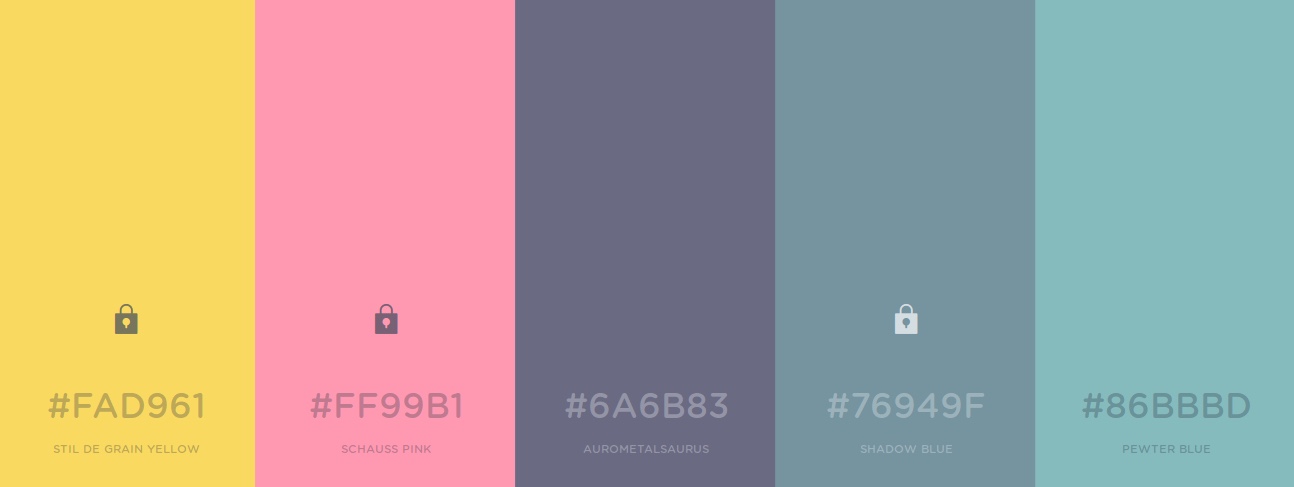 #FAD961
STIL DE GRAIN YELLOW
#FF99B1
SCHAUSS PINK
#6A6B83
AUROMETALSAURUS
#76949F
SHADOW BLUE
#86BBBD
PEWTER BLUE